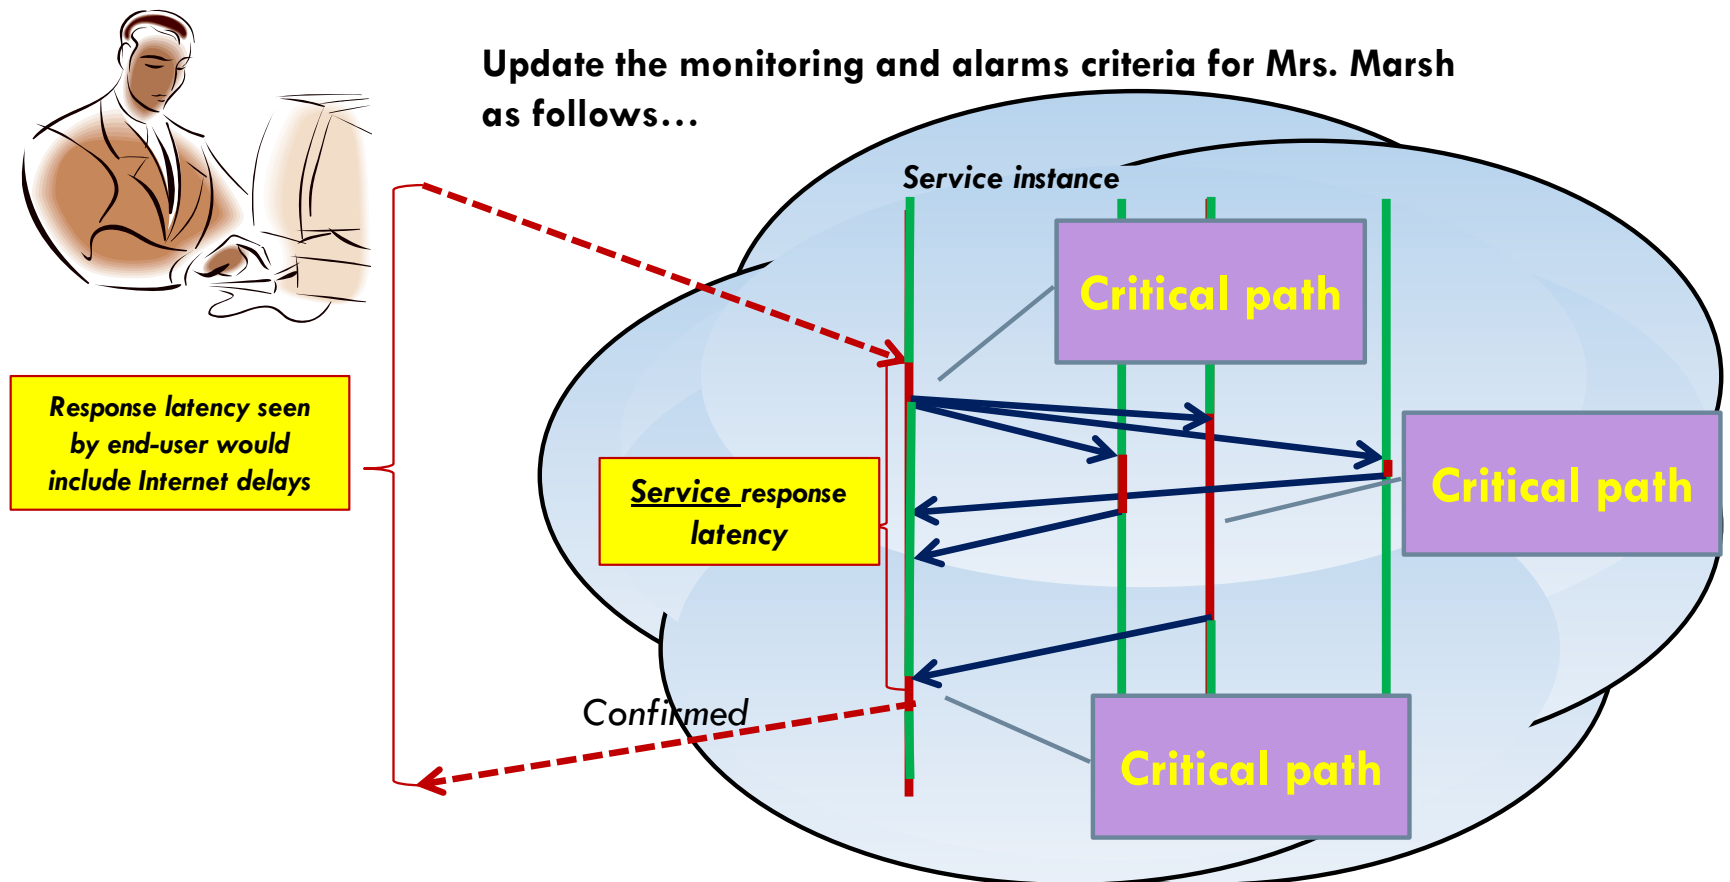 Update the monitoring and alarms criteria for Mrs. Marsh
as follows…
Service instance
Critical path
Response latency seen
by end-user would
include Internet delays
Service response
latency
Critical path
Confirmed
Critical path